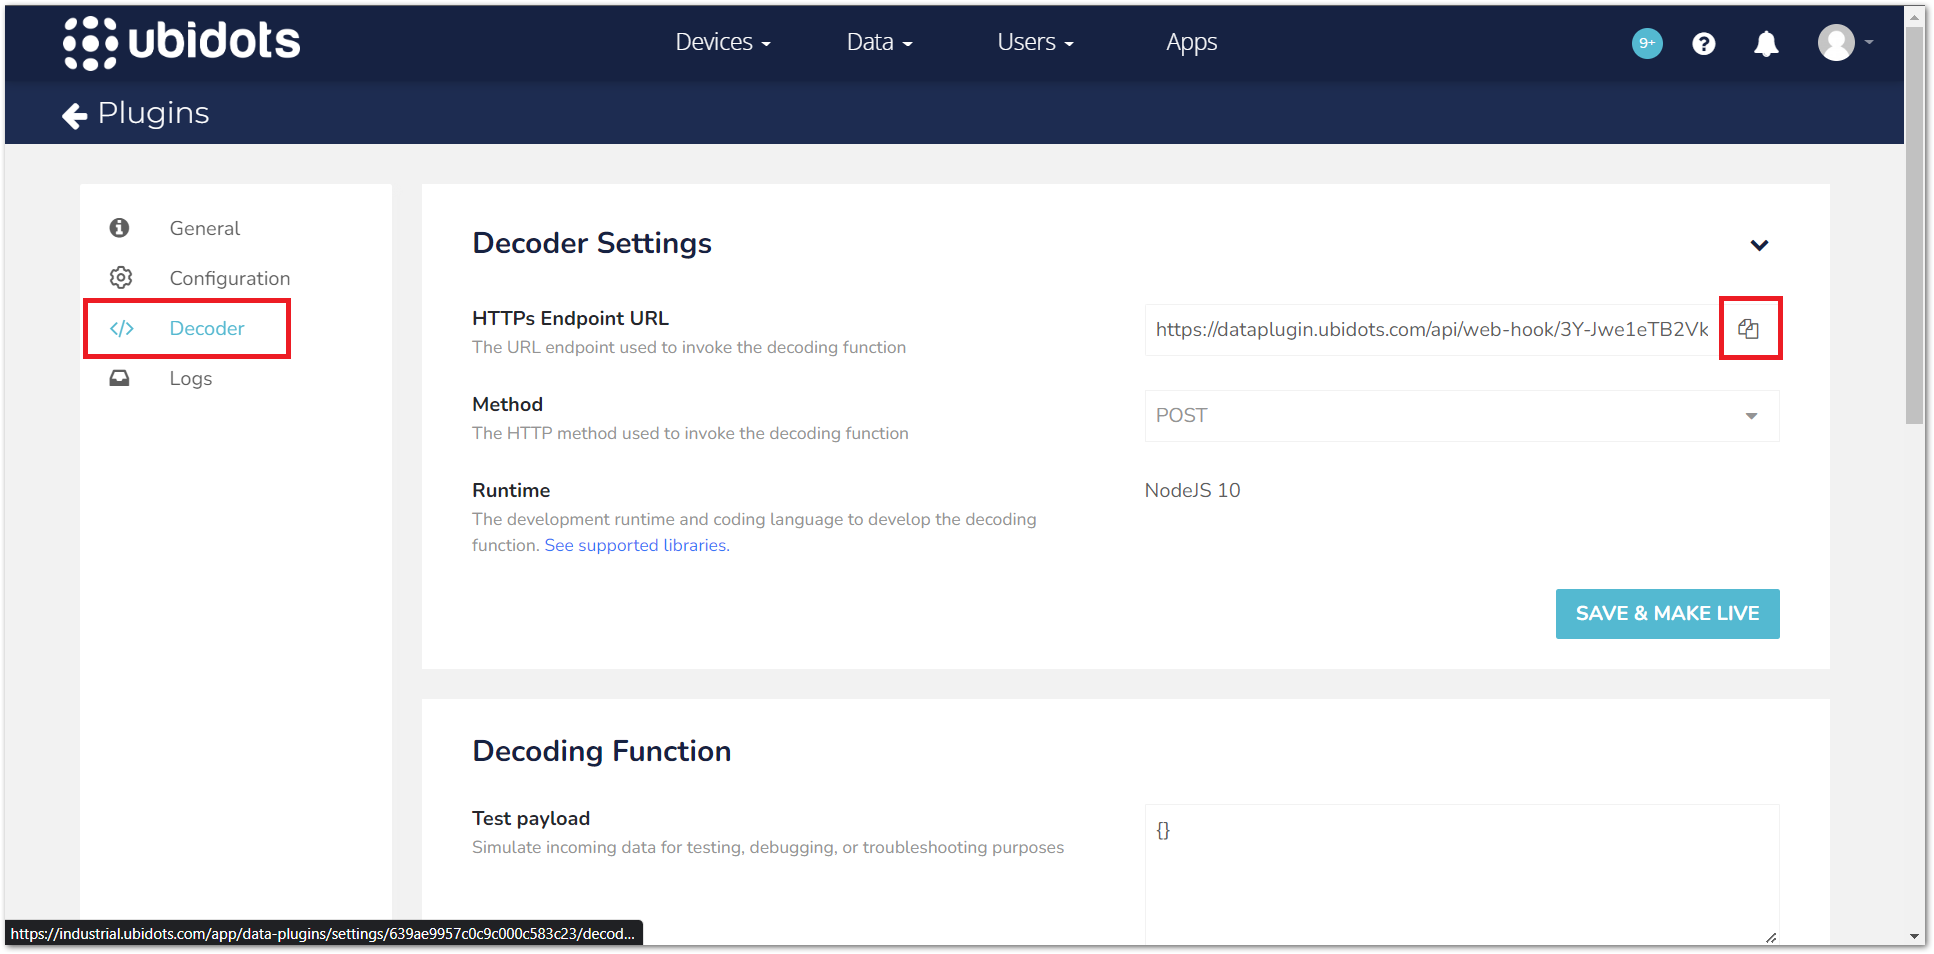 ubidots
Devices
Data
Users
Apps
9+
Plugins
General
Configuration
Decoder
Logs
Decoder Settings
HTTPs Endpoint URL
The URL endpoint used to invoke the decoding function
https://dataplugin.ubidots.com/api/web-hook/3Y-Jwe1eTB2Vk
Method
The HTTP method used to invoke the decoding function
POST
Runtime
The development runtime and coding language to develop the decoding
function. See supported libraries.
NodeJS 10
SAVE & MAKE LIVE
Decoding Function
Test payload
Simulate incoming data for testing, debugging, or troubleshooting purposes
{}
https://industrial.ubidots.com/app/data-plugins/settings/639ae9957c0c9c000c583c23/decod...